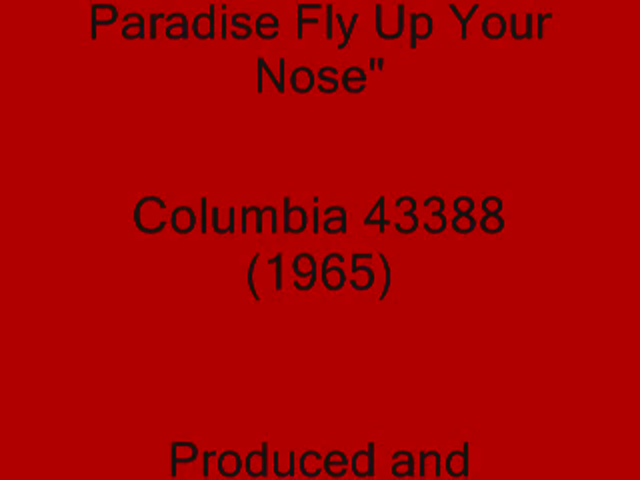 Paradise Fly Up Your
Nose"
Columbia 43388
(1965)
Produced and